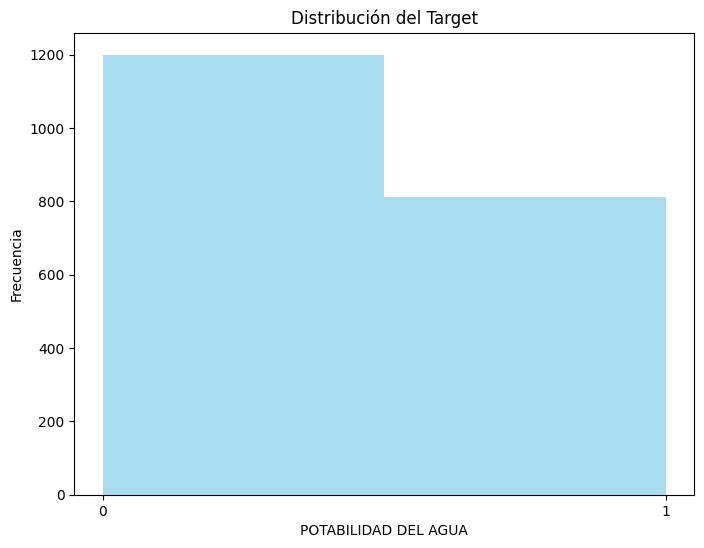 Distribución del Target
Frecuencia
1200
1000
800
600
400
200
0
0 1
POTABILIDAD DEL AGUA